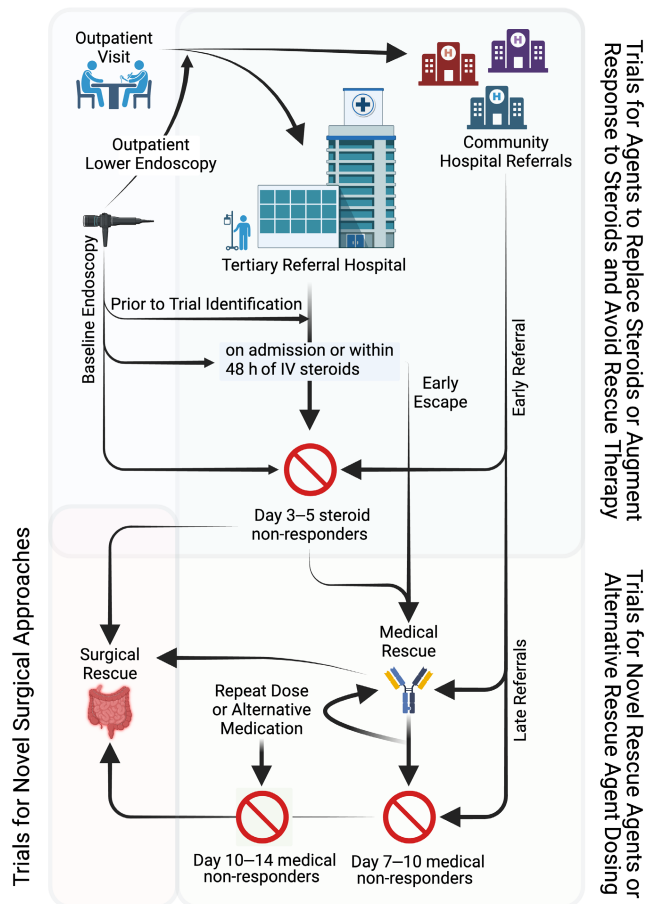 Outpatient
Visit
H
H
H
Community
Hospital Referrals
Outpatient
Lower Endoscopy
Tertiary Referral Hospital
Baseline Endoscopy
Prior to Trial Identification
on admission or within
48 h of IV steroids
Early
Escape
Early Referral
Day 3–5 steroid
non-responders
Trials for Agents to Replace Steroids or Augment
Response to Steroids and Avoid Rescue Therapy
Trials for Novel Surgical Approaches
Surgical
Rescue
Medical
Rescue
Repeat Dose
or Alternative
Medication
Late Referrals
Day 10–14 medical
non-responders
Day 7–10 medical
non-responders
Trials for Novel Rescue Agents or
Alternative Rescue Agent Dosing